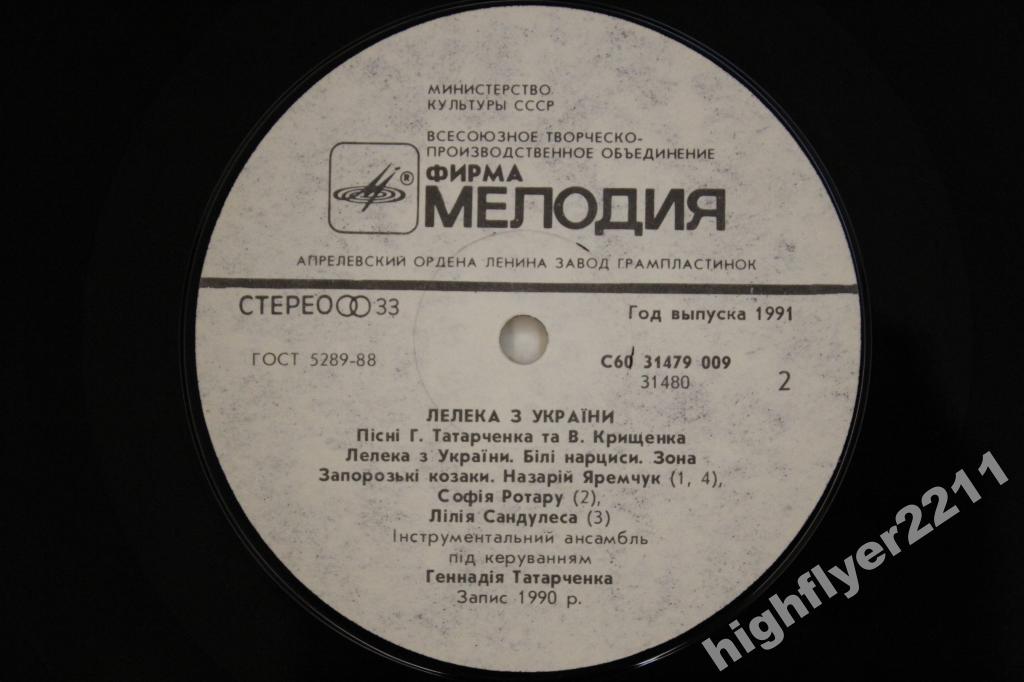 МИНИСТЕРСТВО
КУЛЬТУРЫ СССР
ВСЕСОЮЗНОЕ ТВОРЧЕСКО-
ПРОИЗВОДСТВЕННОЕ ОБЪЕДИНЕНИЕ
ФИРМА
®
МЕЛОДИЯ
АПРЕЛЕВСКИЙ ОРДЕНА ЛЕНИНА ЗАВОД ГРАМПЛАСТИНОК
СТЕРЕО 33
Год выпуска 1991
ГОСТ 5289-88
С60 31479 009
31480
2
ЛЕЛЕКА З УКРАЇНИ
Пісні Г. Татарченка та В. Крищенка
Лелека з України. Білі нарциси. Зона
Запорозькі козаки. Назарій Яремчук (1, 4),
Софія Ротару (2),
Лілія Сандулеса (3)
Інструментальний ансамбль
під керуванням
Геннадія Татарченка
Запис 1990 р.
highflyer2211